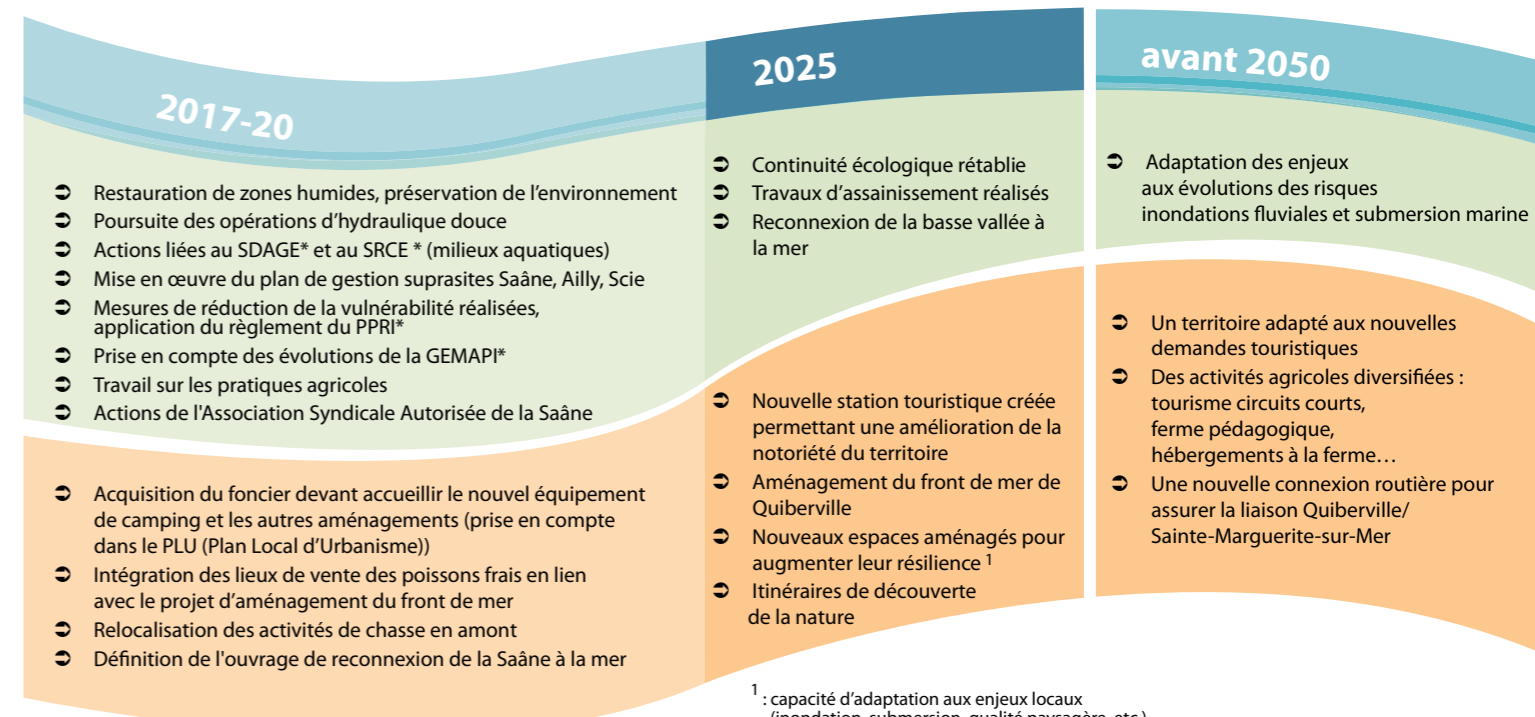 2017-20
➲ Restauration de zones humides, préservation de l'environnement
➲ Poursuite des opérations d'hydraulique douce
➲ Actions liées au SDAGE* et au SRCE * (milieux aquatiques)
➲ Mise en œuvre du plan de gestion suprasites Saâne, Ailly, Scie
➲ Mesures de réduction de la vulnérabilité réalisées,
application du règlement du PPRI*
➲ Prise en compte des évolutions de la GEMAPI*
➲ Travail sur les pratiques agricoles
➲ Actions de l'Association Syndicale Autorisée de la Saâne
➲ Acquisition du foncier devant accueillir le nouvel équipement
de camping et les autres aménagements (prise en compte
dans le PLU (Plan Local d'Urbanisme))
➲ Intégration des lieux de vente des poissons frais en lien
avec le projet d'aménagement du front de mer
➲ Relocalisation des activités de chasse en amont
➲ Définition de l'ouvrage de reconnexion de la Saâne à la mer
2025
➲ Continuité écologique rétablie
➲ Travaux d'assainissement réalisés
➲ Reconnexion de la basse vallée à
la mer
➲ Nouvelle station touristique créée
permettant une amélioration de la
notoriété du territoire
➲ Aménagement du front de mer de
Quiberville
➲ Nouveaux espaces aménagés pour
augmenter leur résilience 1
➲ Itinéraires de découverte
de la nature
avant 2050
➲ Adaptation des enjeux
aux évolutions des risques
inondations fluviales et submersion marine
➲ Un territoire adapté aux nouvelles
demandes touristiques
➲ Des activités agricoles diversifiées :
tourisme circuits courts,
ferme pédagogique,
hébergements à la ferme…
➲ Une nouvelle connexion routière pour
assurer la liaison Quiberville/
Sainte-Marguerite-sur-Mer
1 : capacité d'adaptation aux enjeux locaux
(inondation, submersion, qualité paysagère, etc.)